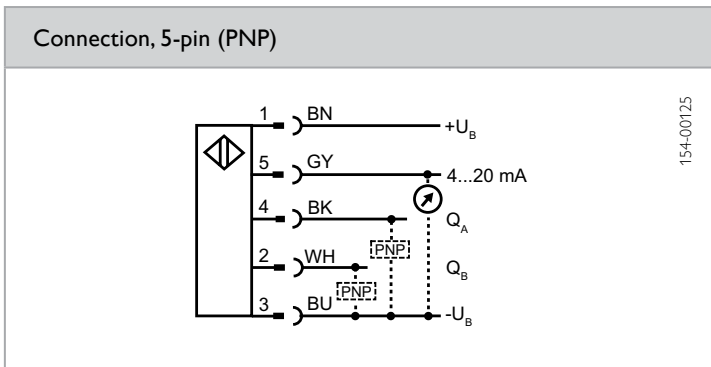 Connection, 5-pin (PNP)
154-00125
1 BN +U_B
5 GY 4...20 mA
4 BK Q_A
PNP
2 WH Q_B
PNP
3 BU -U_B